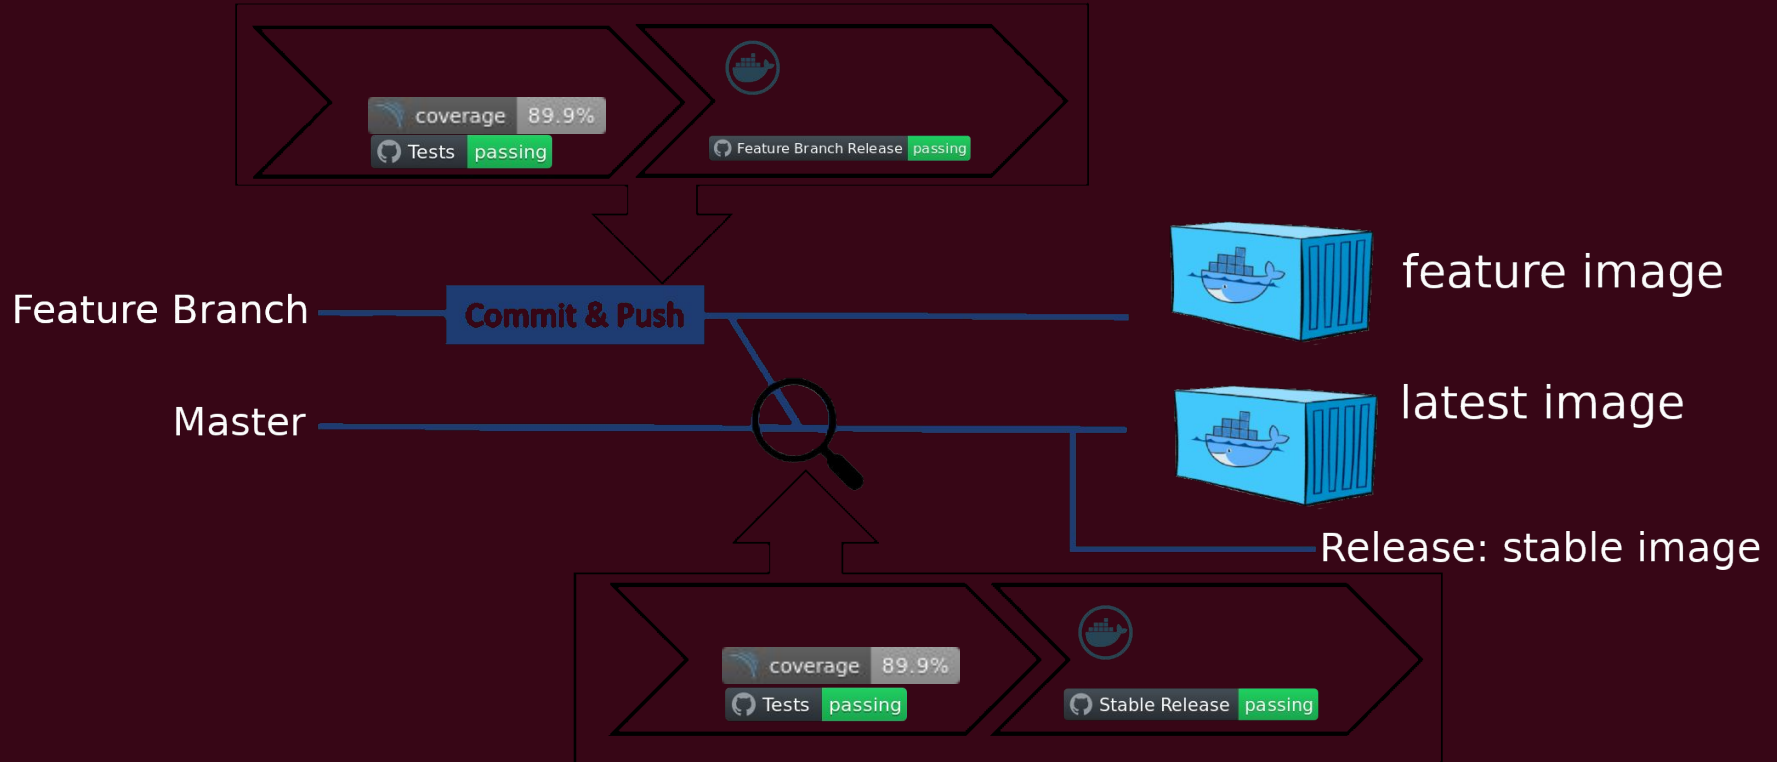 coverage 89.9%
Tests passing
Feature Branch Release passing
Feature Branch
Commit & Push
feature image
Master
latest image
Release: stable image
coverage 89.9%
Tests passing
Stable Release passing